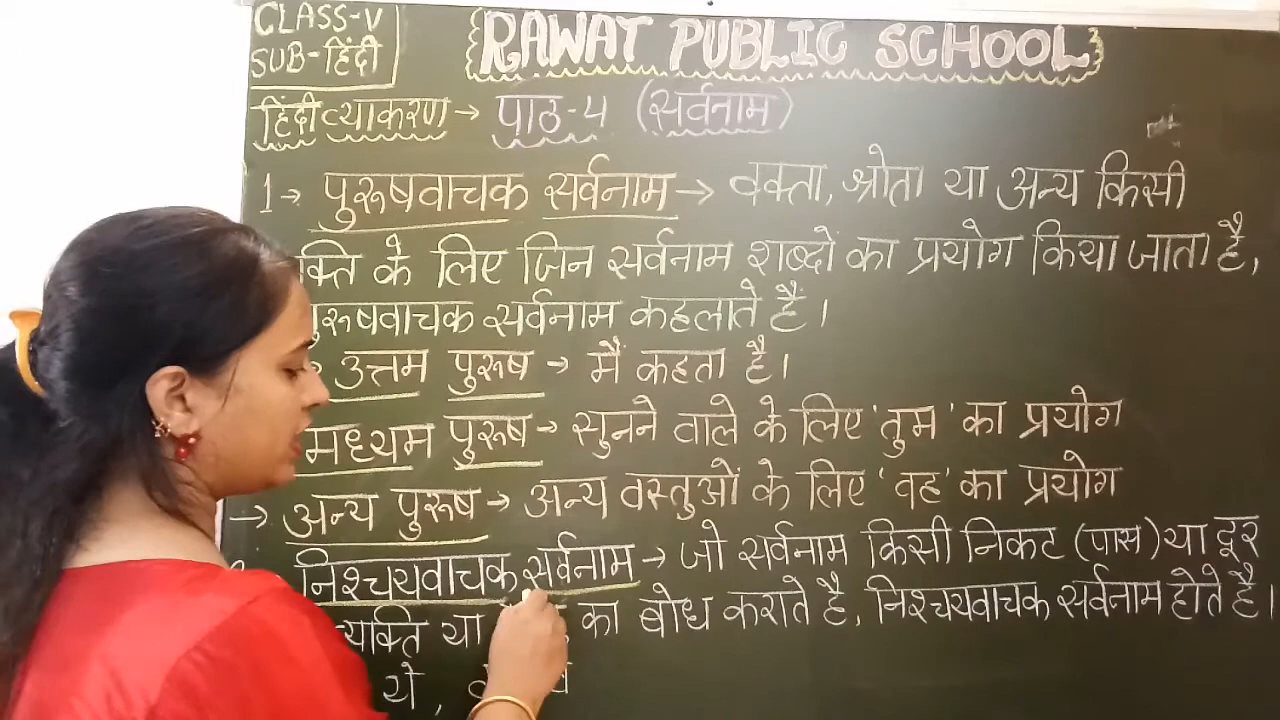 CLASS-V
SUB-हिंदी
RAWAT PUBLIC SCHOOL
हिंदी व्याकरण → पाठ-4 (सर्वनाम)
1→ पुरूषवाचक सर्वनाम → वक्ता, श्रोता या अन्य किसी
क्ति के लिए जिन सर्वनाम शब्दों का प्रयोग किया जाता है,
पुरूषवाचक सर्वनाम कहलाते हैं।
उत्तम पुरूष → मैं कहता है।
मध्यम पुरूष → सुनने वाले के लिए 'तुम' का प्रयोग
→ अन्य पुरूष → अन्य वस्तुओं के लिए 'वह' का प्रयोग
निश्चयवाचक सर्वनाम → जो सर्वनाम किसी निकट (पास) या दूर
व्यक्ति या का बोध कराते है, निश्चयवाचक सर्वनाम होते है।
ये ,